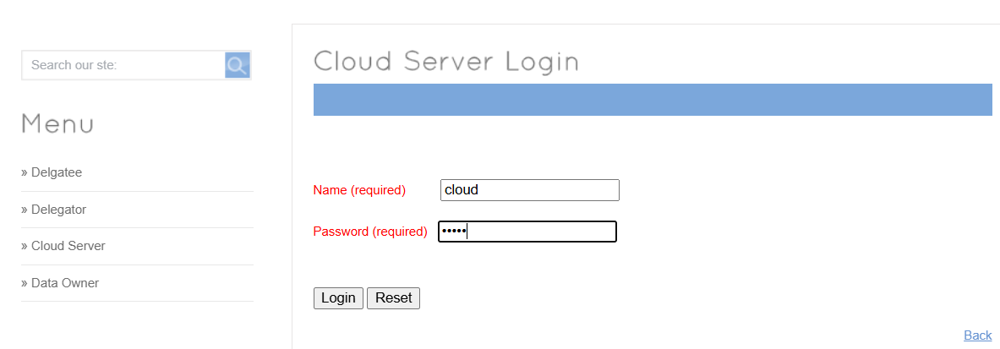 Search our ste:
Menu
» Delgatee
» Delegator
» Cloud Server
» Data Owner
Cloud Server Login
Name (required) cloud
Password (required) •••••
Login Reset
Back